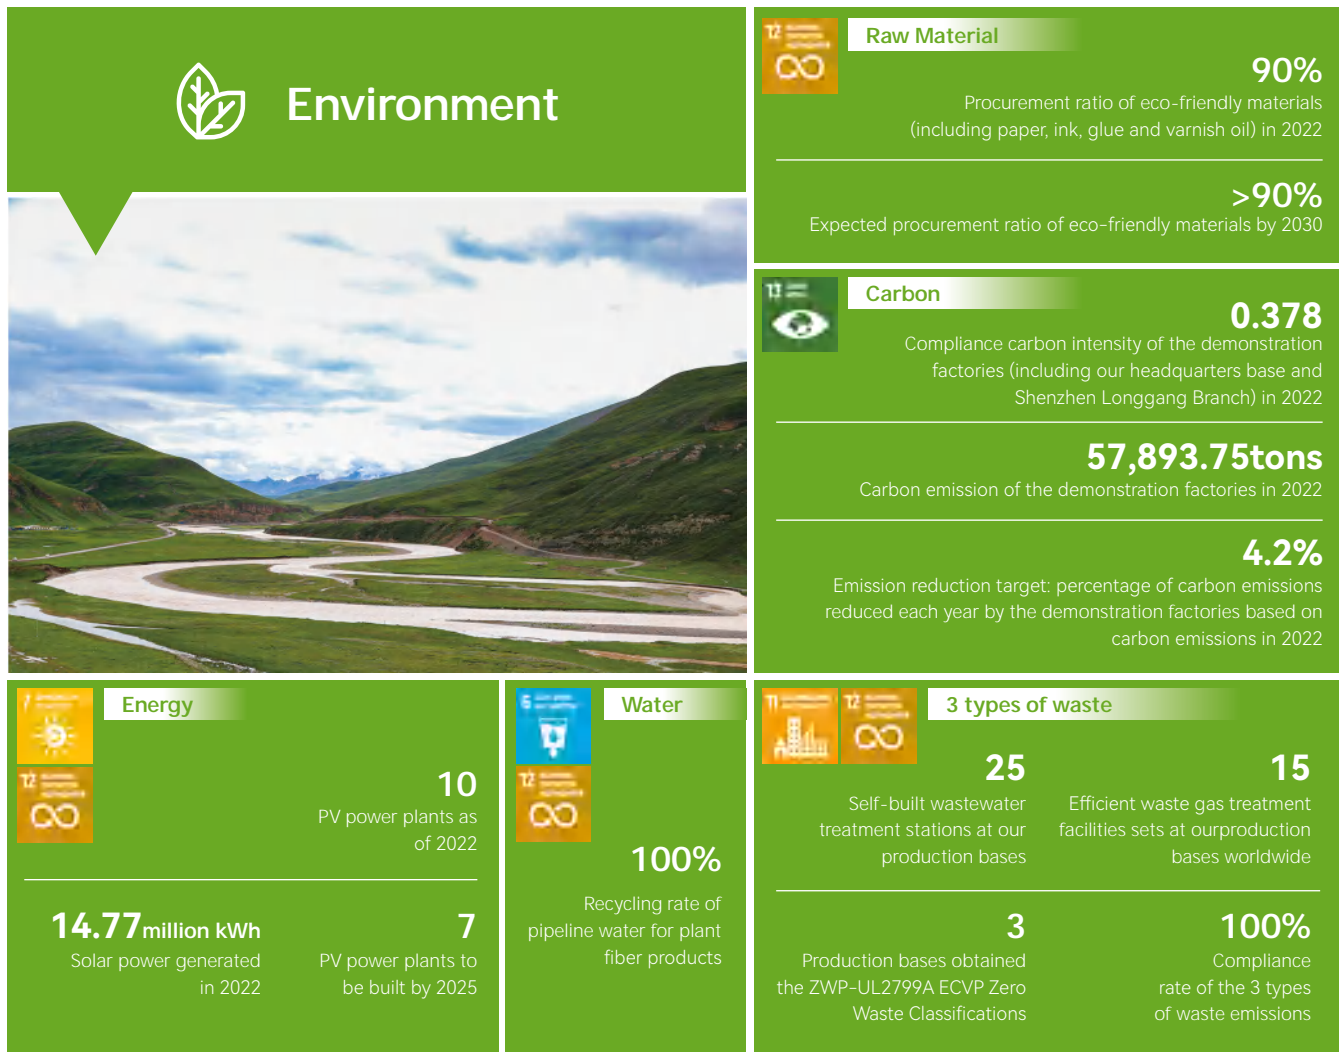 Environment
12
Raw Material
90%
Procurement ratio of eco-friendly materials
(including paper, ink, glue and varnish oil) in 2022
>90%
Expected procurement ratio of eco-friendly materials by 2030
13
Carbon
0.378
Compliance carbon intensity of the demonstration
factories (including our headquarters base and
Shenzhen Longgang Branch) in 2022
57,893.75tons
Carbon emission of the demonstration factories in 2022
4.2%
Emission reduction target: percentage of carbon emissions
reduced each year by the demonstration factories based on
carbon emissions in 2022
7
12
Energy
10
PV power plants as
of 2022
14.77million kWh
Solar power generated
in 2022
7
PV power plants to
be built by 2025
6
12
Water
100%
Recycling rate of
pipeline water for plant
fiber products
11
12
3 types of waste
25
Self-built wastewater
treatment stations at our
production bases
15
Efficient waste gas treatment
facilities sets at ourproduction
bases worldwide
3
Production bases obtained
the ZWP-UL2799A ECVP Zero
Waste Classifications
100%
Compliance
rate of the 3 types
of waste emissions